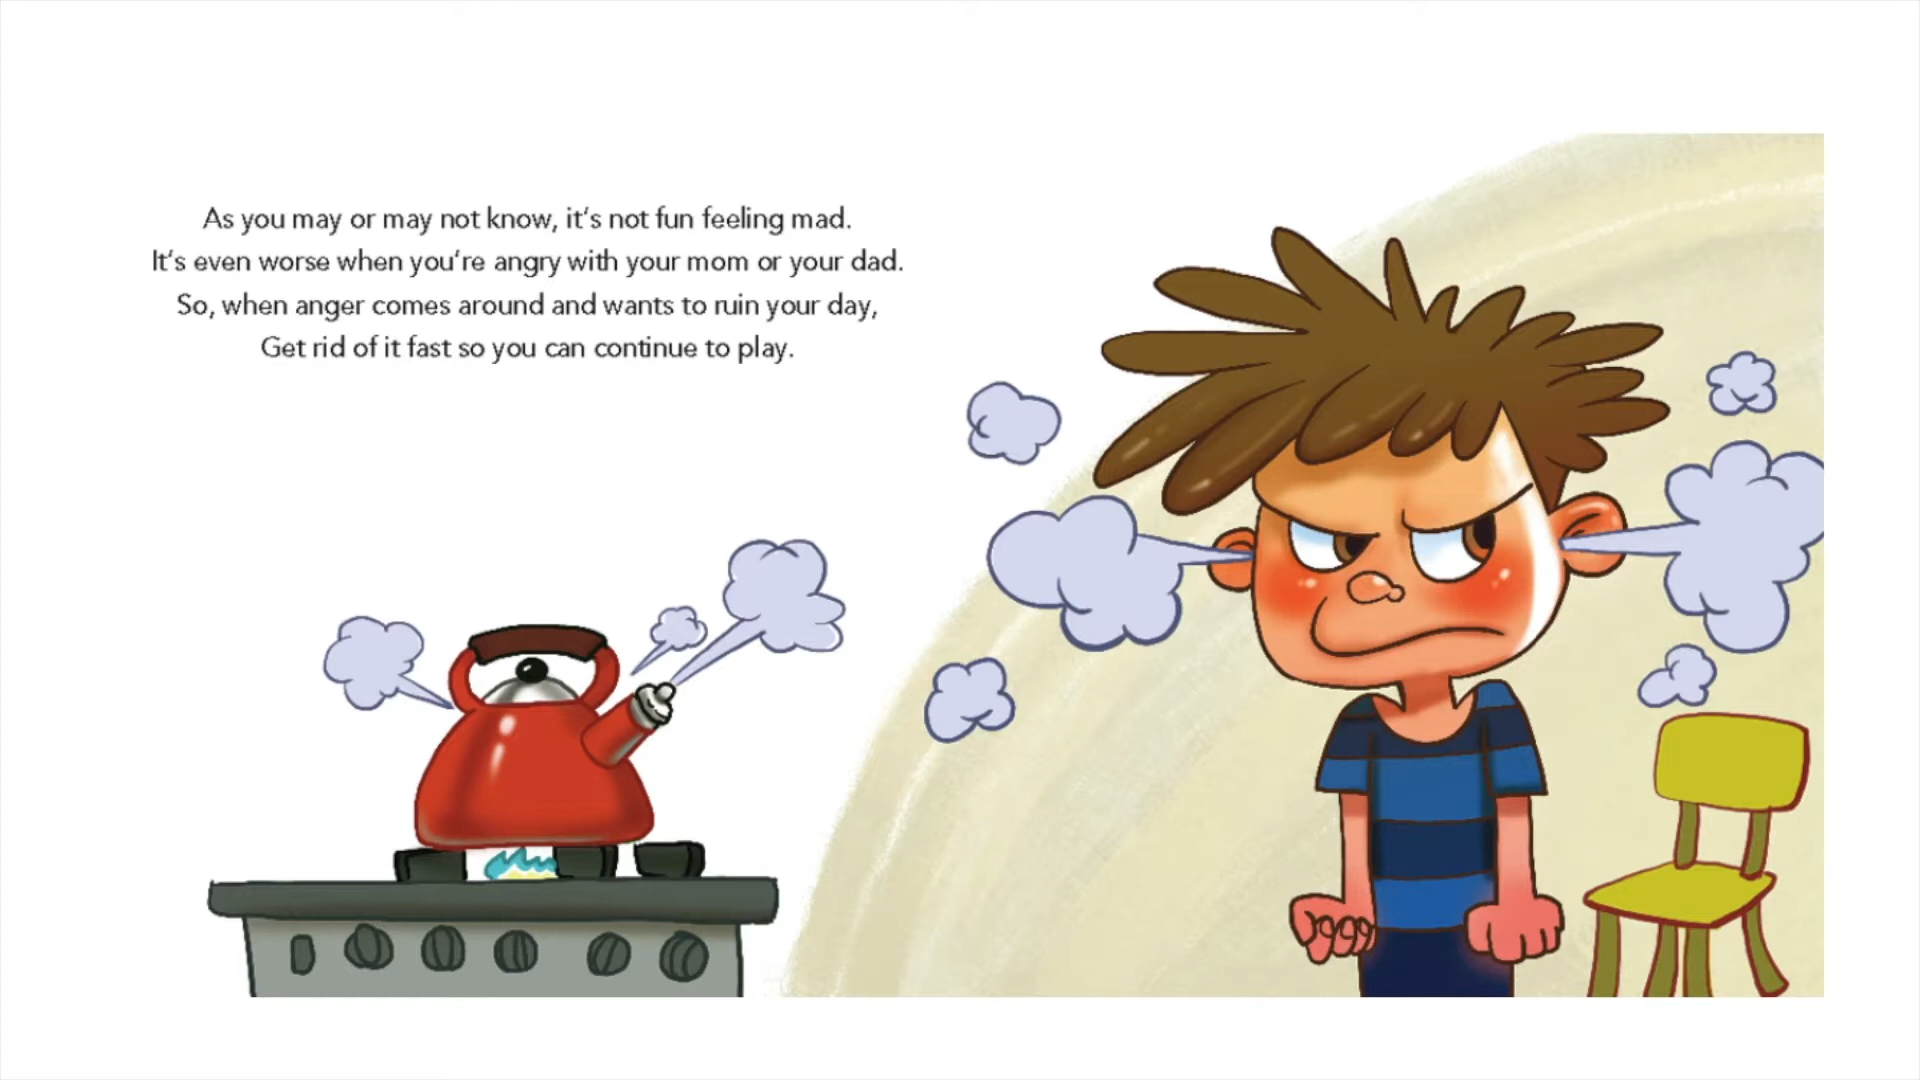 As you may or may not know, it's not fun feeling mad.
It's even worse when you're angry with your mom or your dad.
So, when anger comes around and wants to ruin your day,
Get rid of it fast so you can continue to play.